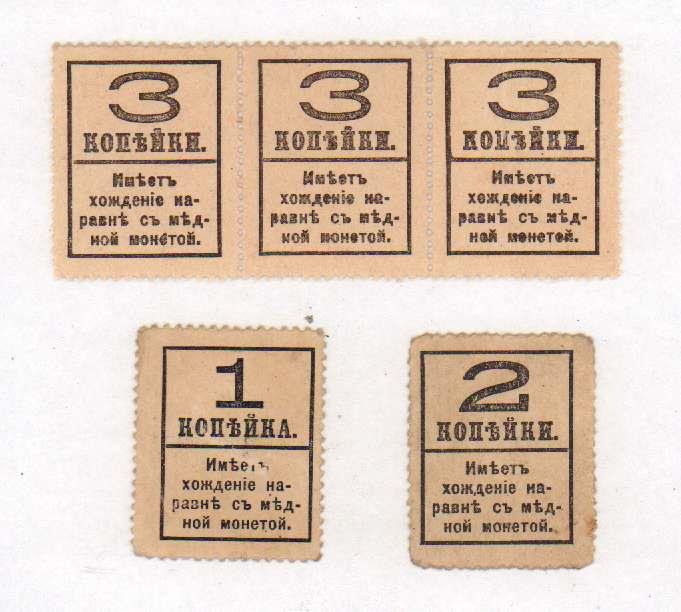 3
КОПѢЙКИ.
Имѣетъ
хожденіе на-
равнѣ съ мѣд-
ной монетой.
3
КОПѢЙКИ.
Имѣетъ
хожденіе на-
равнѣ съ мѣд-
ной монетой.
3
КОПѢЙКИ.
Имѣетъ
хожденіе на-
равнѣ съ мѣд-
ной монетой.
1
КОПѢЙКА.
Имѣетъ
хожденіе на-
равнѣ съ мѣд-
ной монетой.
2
КОПѢЙКИ.
Имѣетъ
хожденіе на-
равнѣ съ мѣд-
ной монетой.